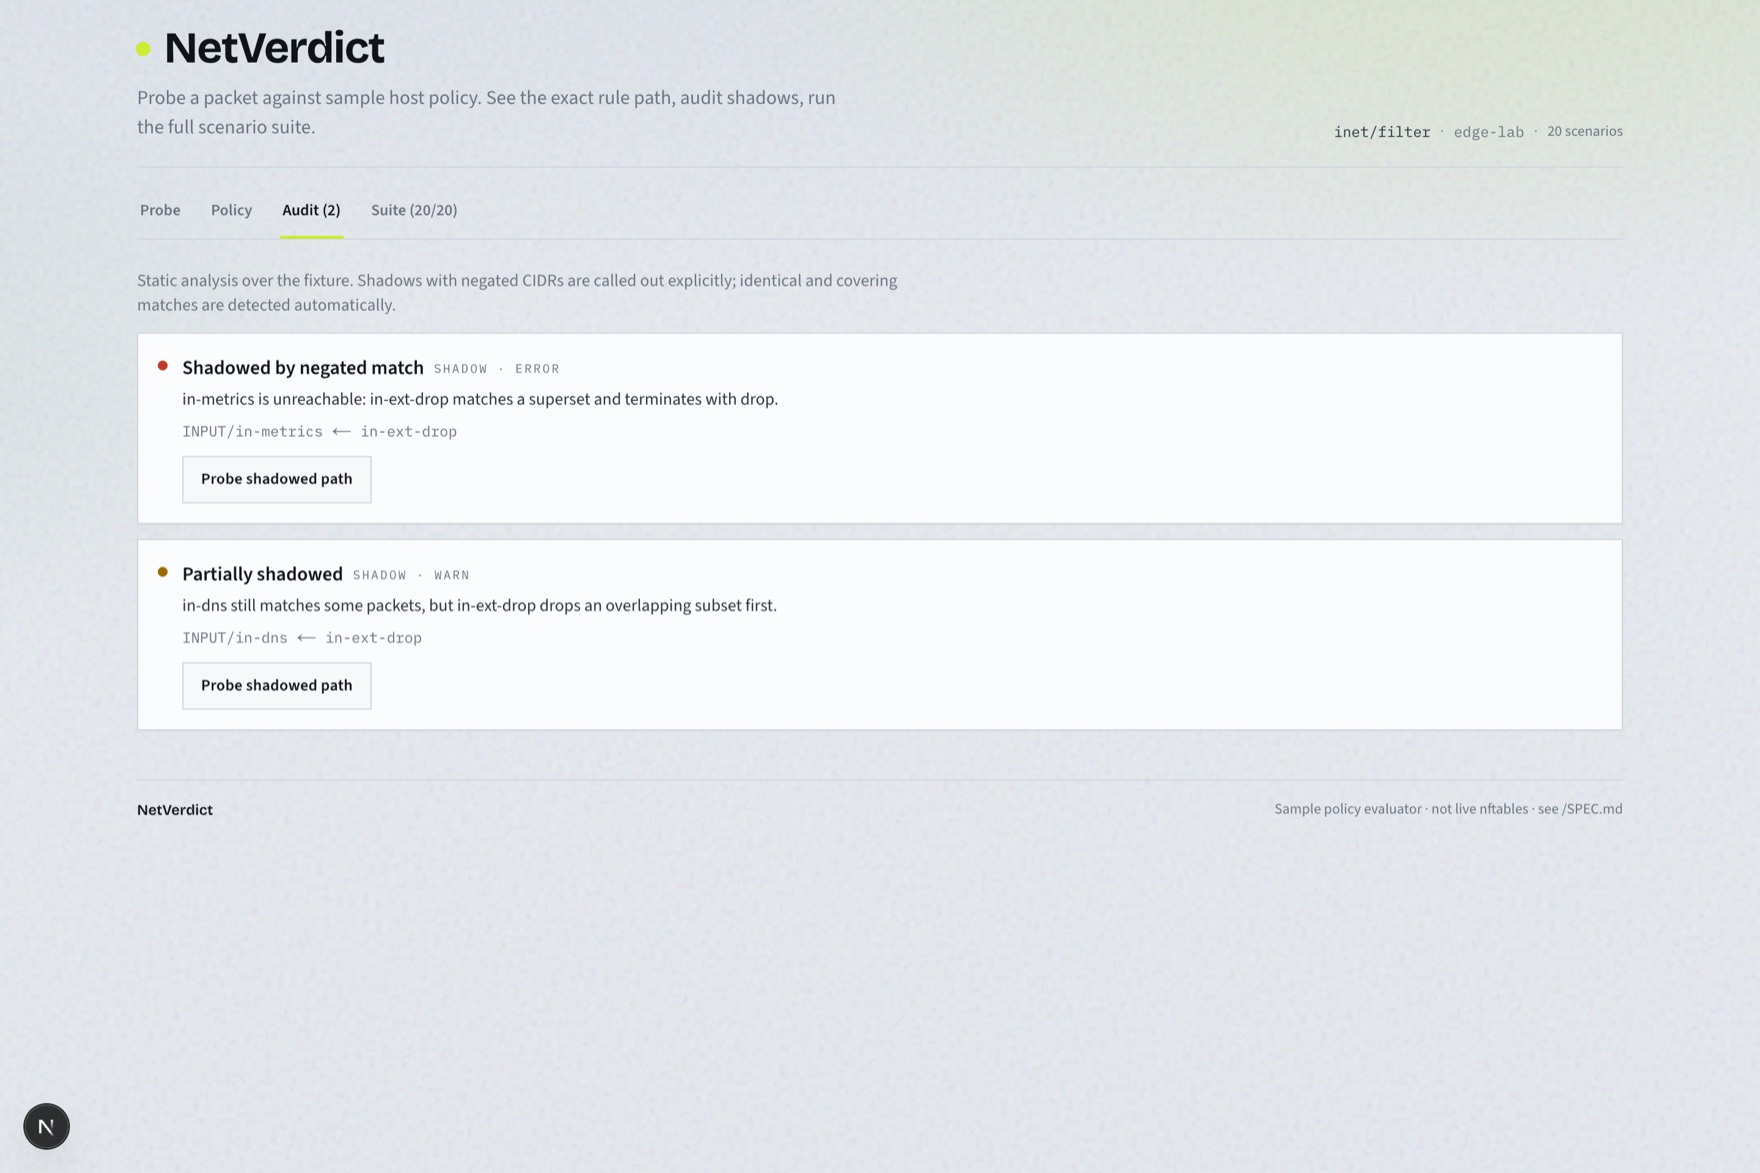 NetVerdict
Probe a packet against sample host policy. See the exact rule path, audit shadows, run
the full scenario suite.
inet/filter · edge-lab · 20 scenarios
Probe Policy Audit (2) Suite (20/20)
Static analysis over the fixture. Shadows with negated CIDRs are called out explicitly; identical and covering
matches are detected automatically.
Shadowed by negated match SHADOW · ERROR
in-metrics is unreachable: in-ext-drop matches a superset and terminates with drop.
INPUT/in-metrics ⟵ in-ext-drop
Probe shadowed path
Partially shadowed SHADOW · WARN
in-dns still matches some packets, but in-ext-drop drops an overlapping subset first.
INPUT/in-dns ⟵ in-ext-drop
Probe shadowed path
NetVerdict
Sample policy evaluator · not live nftables · see /SPEC.md
N